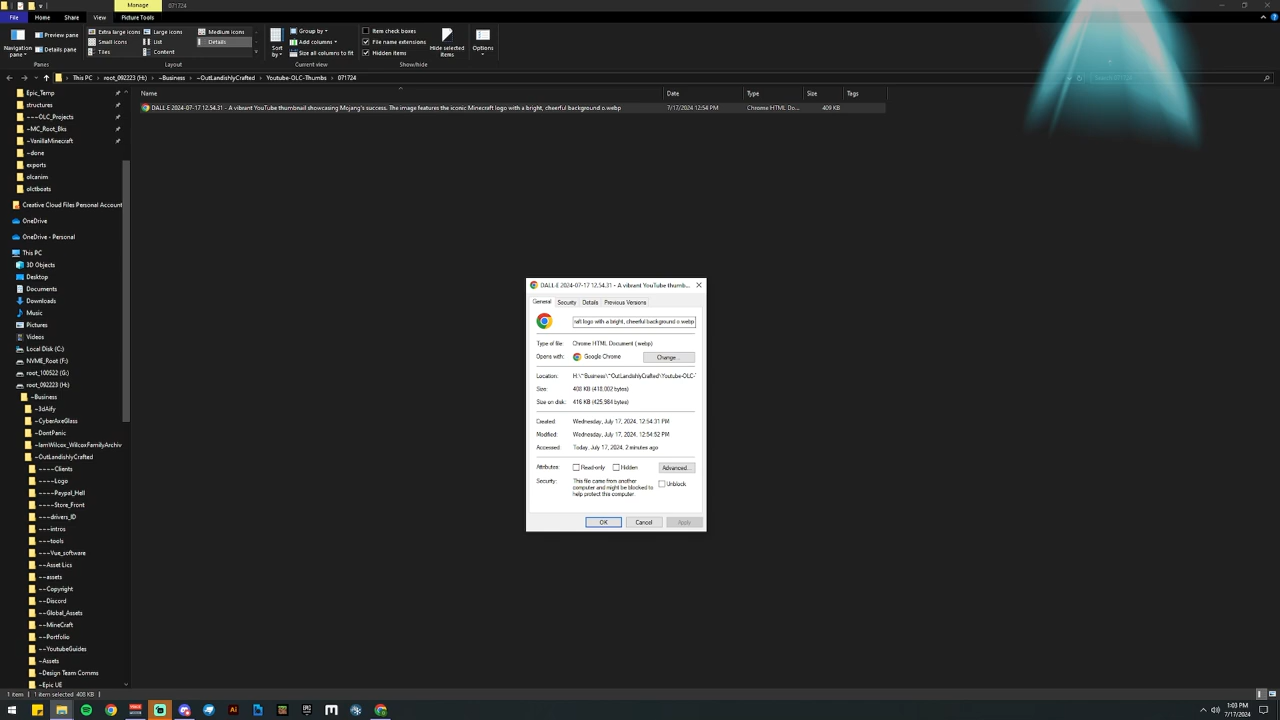 Manage
071724
File
Home
Share
View
Picture Tools
Navigation pane
Preview pane
Details pane
Panes
Extra large icons
Large icons
Medium icons
Small icons
List
Details
Tiles
Content
Layout
Sort by
Group by
Add columns
Size all columns to fit
Current view
Item check boxes
File name extensions
Hidden items
Hide selected items
Show/hide
Options
This PC > root_092223 (H:) > ~Business > ~OutLandishlyCrafted > Youtube-OLC-Thumbs > 071724
Search 071724
Name
Date
Type
Size
Tags
DALL·E 2024-07-17 12.54.31 - A vibrant YouTube thumbnail showcasing Mojang's success. The image features the iconic Minecraft logo with a bright, cheerful background o.webp
7/17/2024 12:54 PM
Chrome HTML Do...
409 KB
Epic_Temp
structures
~~~OLC_Projects
~MC_Root_Bks
~VanillaMinecraft
~done
exports
olcanim
olctboats
Creative Cloud Files Personal Account
OneDrive
OneDrive - Personal
This PC
3D Objects
Desktop
Documents
Downloads
Music
Pictures
Videos
Local Disk (C:)
NVME_Root (F:)
root_100522 (G:)
root_092223 (H:)
~Business
~3dAify
~CyberAxeGlass
~DontPanic
~IamWilcox_WilcoxFamilyArchiv
~OutLandishlyCrafted
~~~~Clients
~~~~Logo
~~~~Paypal_Hell
~~~~Store_Front
~~~drivers_ID
~~~intros
~~~tools
~~~Vue_software
~~Asset Lics
~~assets
~~Copyright
~~Discord
~~Global_Assets
~~MineCraft
~~Portfolio
~~YoutubeGuides
~Assets
~Design Team Comms
~Epic UE
DALL·E 2024-07-17 12.54.31 - A vibrant YouTube thumb...
General
Security
Details
Previous Versions
raft logo with a bright, cheerful background o.webp
Type of file:
Chrome HTML Document (.webp)
Opens with:
Google Chrome
Change...
Location:
H:\~Business\~OutLandishlyCrafted\Youtube-OLC-
Size:
408 KB (418,002 bytes)
Size on disk:
416 KB (425,984 bytes)
Created:
Wednesday, July 17, 2024, 12:54:31 PM
Modified:
Wednesday, July 17, 2024, 12:54:52 PM
Accessed:
Today, July 17, 2024, 2 minutes ago
Attributes:
Read-only
Hidden
Advanced...
Security:
This file came from another
computer and might be blocked to
help protect this computer.
Unblock
OK
Cancel
Apply
1 item
1 item selected 408 KB
1:03 PM
7/17/2024